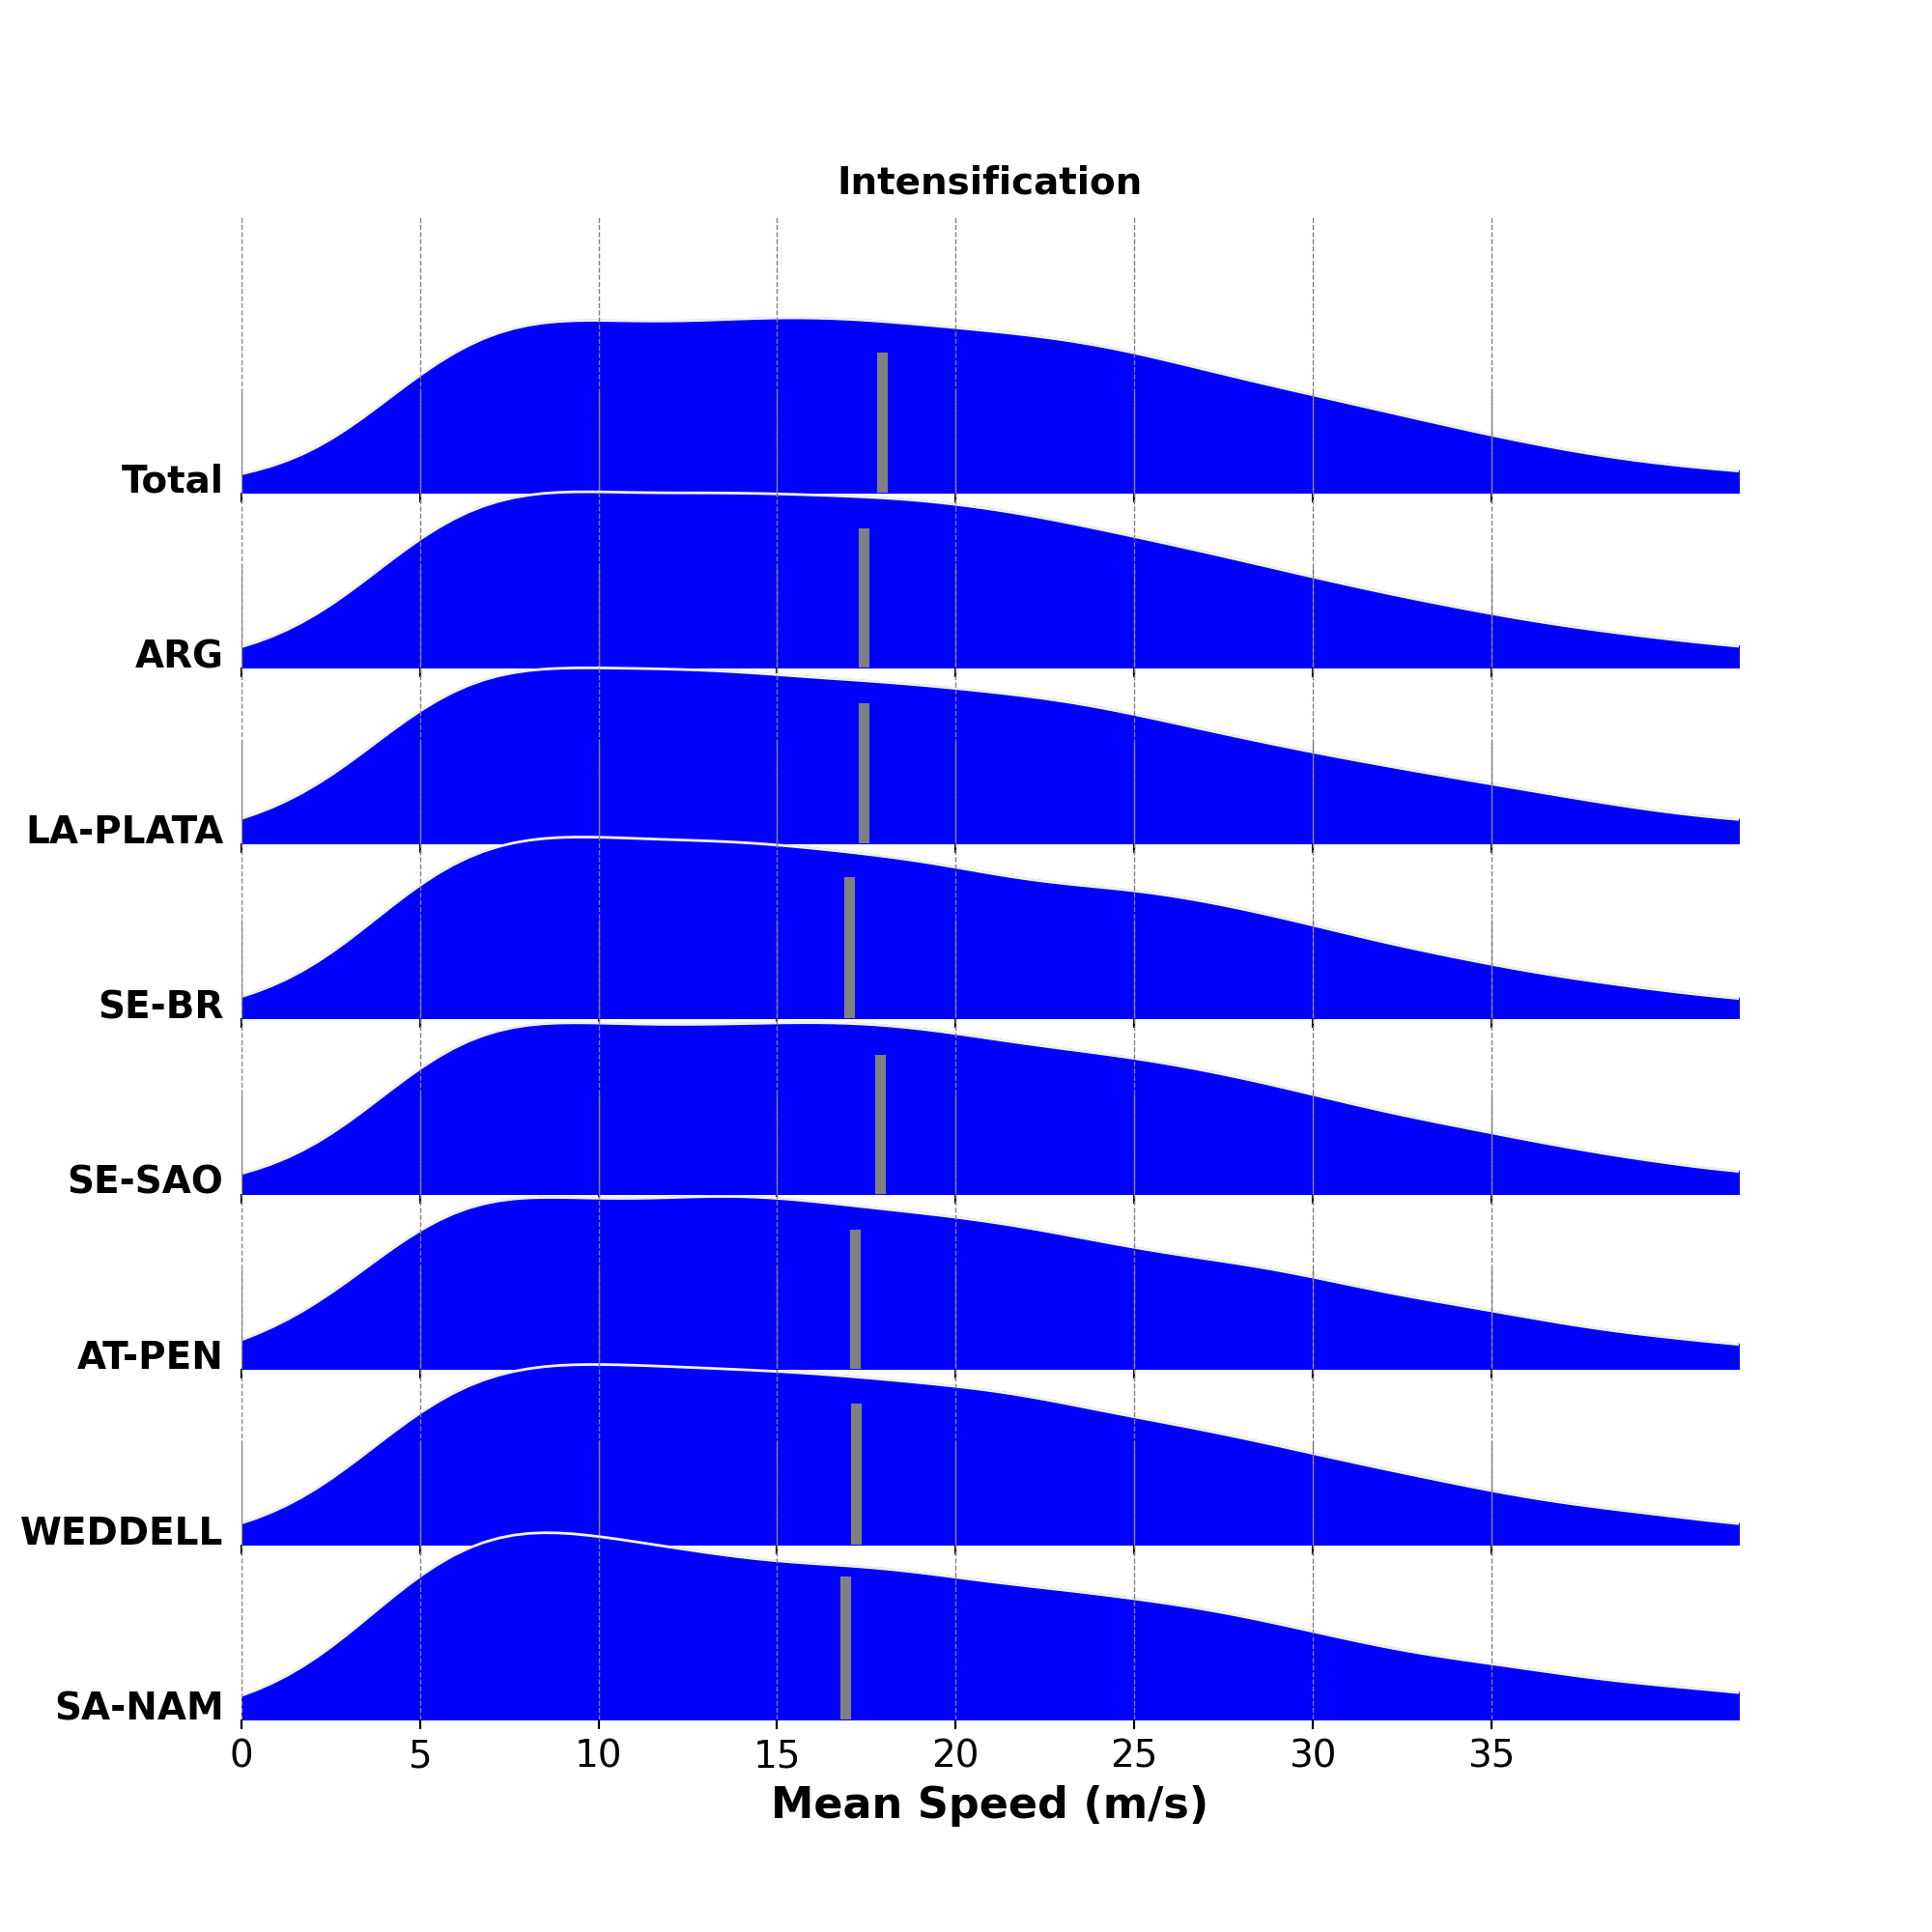 Intensification
Total
ARG
LA-PLATA
SE-BR
SE-SAO
AT-PEN
WEDDELL
SA-NAM
0 5 10 15 20 25 30 35
Mean Speed (m/s)